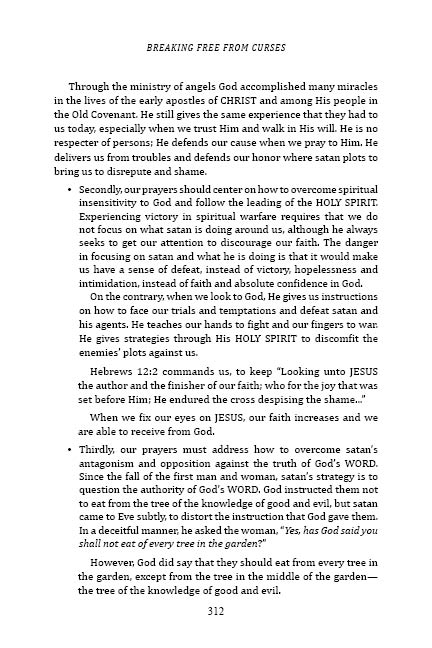 BREAKING FREE FROM CURSES
Through the ministry of angels God accomplished many miracles
in the lives of the early apostles of CHRIST and among His people in
the Old Covenant. He still gives the same experience that they had to
us today, especially when we trust Him and walk in His will. He is no
respecter of persons; He defends our cause when we pray to Him. He
delivers us from troubles and defends our honor where satan plots to
bring us to disrepute and shame.
• Secondly, our prayers should center on how to overcome spiritual
insensitivity to God and follow the leading of the HOLY SPIRIT.
Experiencing victory in spiritual warfare requires that we do
not focus on what satan is doing around us, although he always
seeks to get our attention to discourage our faith. The danger
in focusing on satan and what he is doing is that it would make
us have a sense of defeat, instead of victory, hopelessness and
intimidation, instead of faith and absolute confidence in God.
On the contrary, when we look to God, He gives us instructions
on how to face our trials and temptations and defeat satan and
his agents. He teaches our hands to fight and our fingers to war.
He gives strategies through His HOLY SPIRIT to discomfit the
enemies' plots against us.
Hebrews 12:2 commands us, to keep “Looking unto JESUS
the author and the finisher of our faith; who for the joy that was
set before Him; He endured the cross despising the shame...”
When we fix our eyes on JESUS, our faith increases and we
are able to receive from God.
• Thirdly, our prayers must address how to overcome satan's
antagonism and opposition against the truth of God's WORD.
Since the fall of the first man and woman, satan's strategy is to
question the authority of God's WORD. God instructed them not
to eat from the tree of the knowledge of good and evil, but satan
came to Eve subtly, to distort the instruction that God gave them.
In a deceitful manner, he asked the woman, “Yes, has God said you
shall not eat of every tree in the garden?”
However, God did say that they should eat from every tree in
the garden, except from the tree in the middle of the garden—
the tree of the knowledge of good and evil.
312